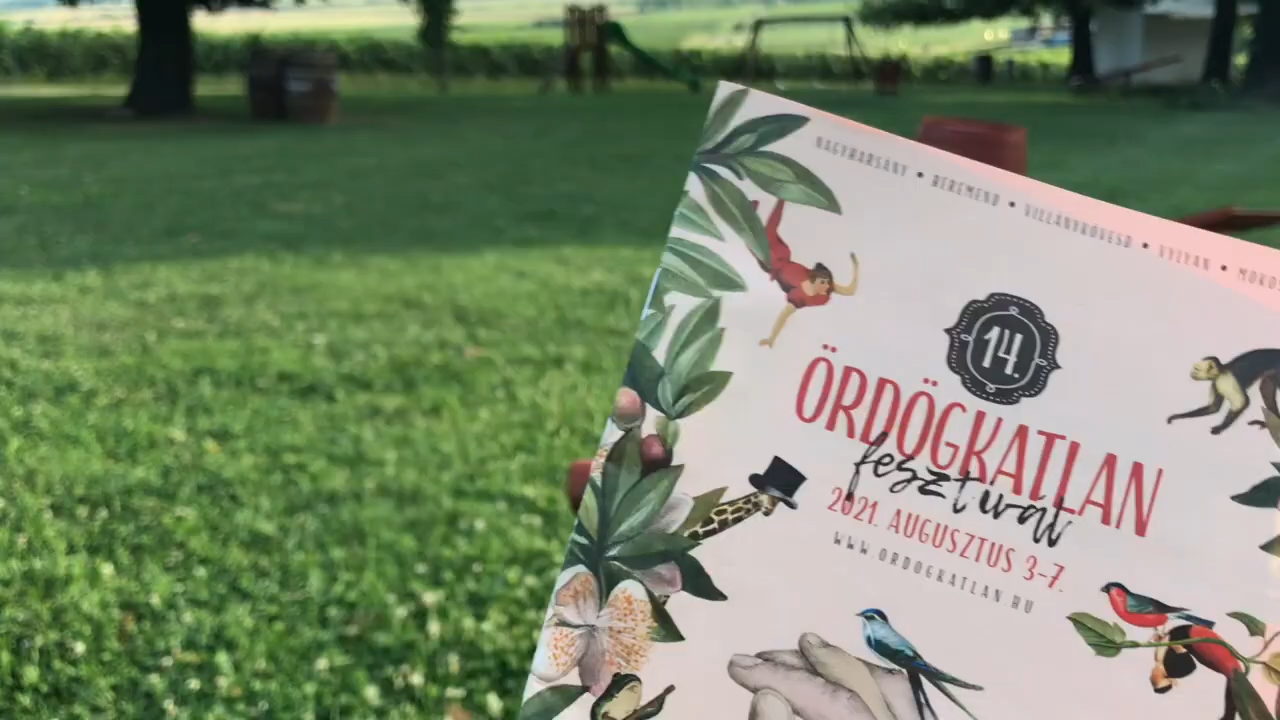 NAGYHARSÁNY • BEREMEND • VILLÁNYKÖVESD • VYLYAN •
14.
ÖRDÖGKATLAN
fesztivál
2021. AUGUSZTUS 3-7.
WWW.ORDOGKATLAN.HU